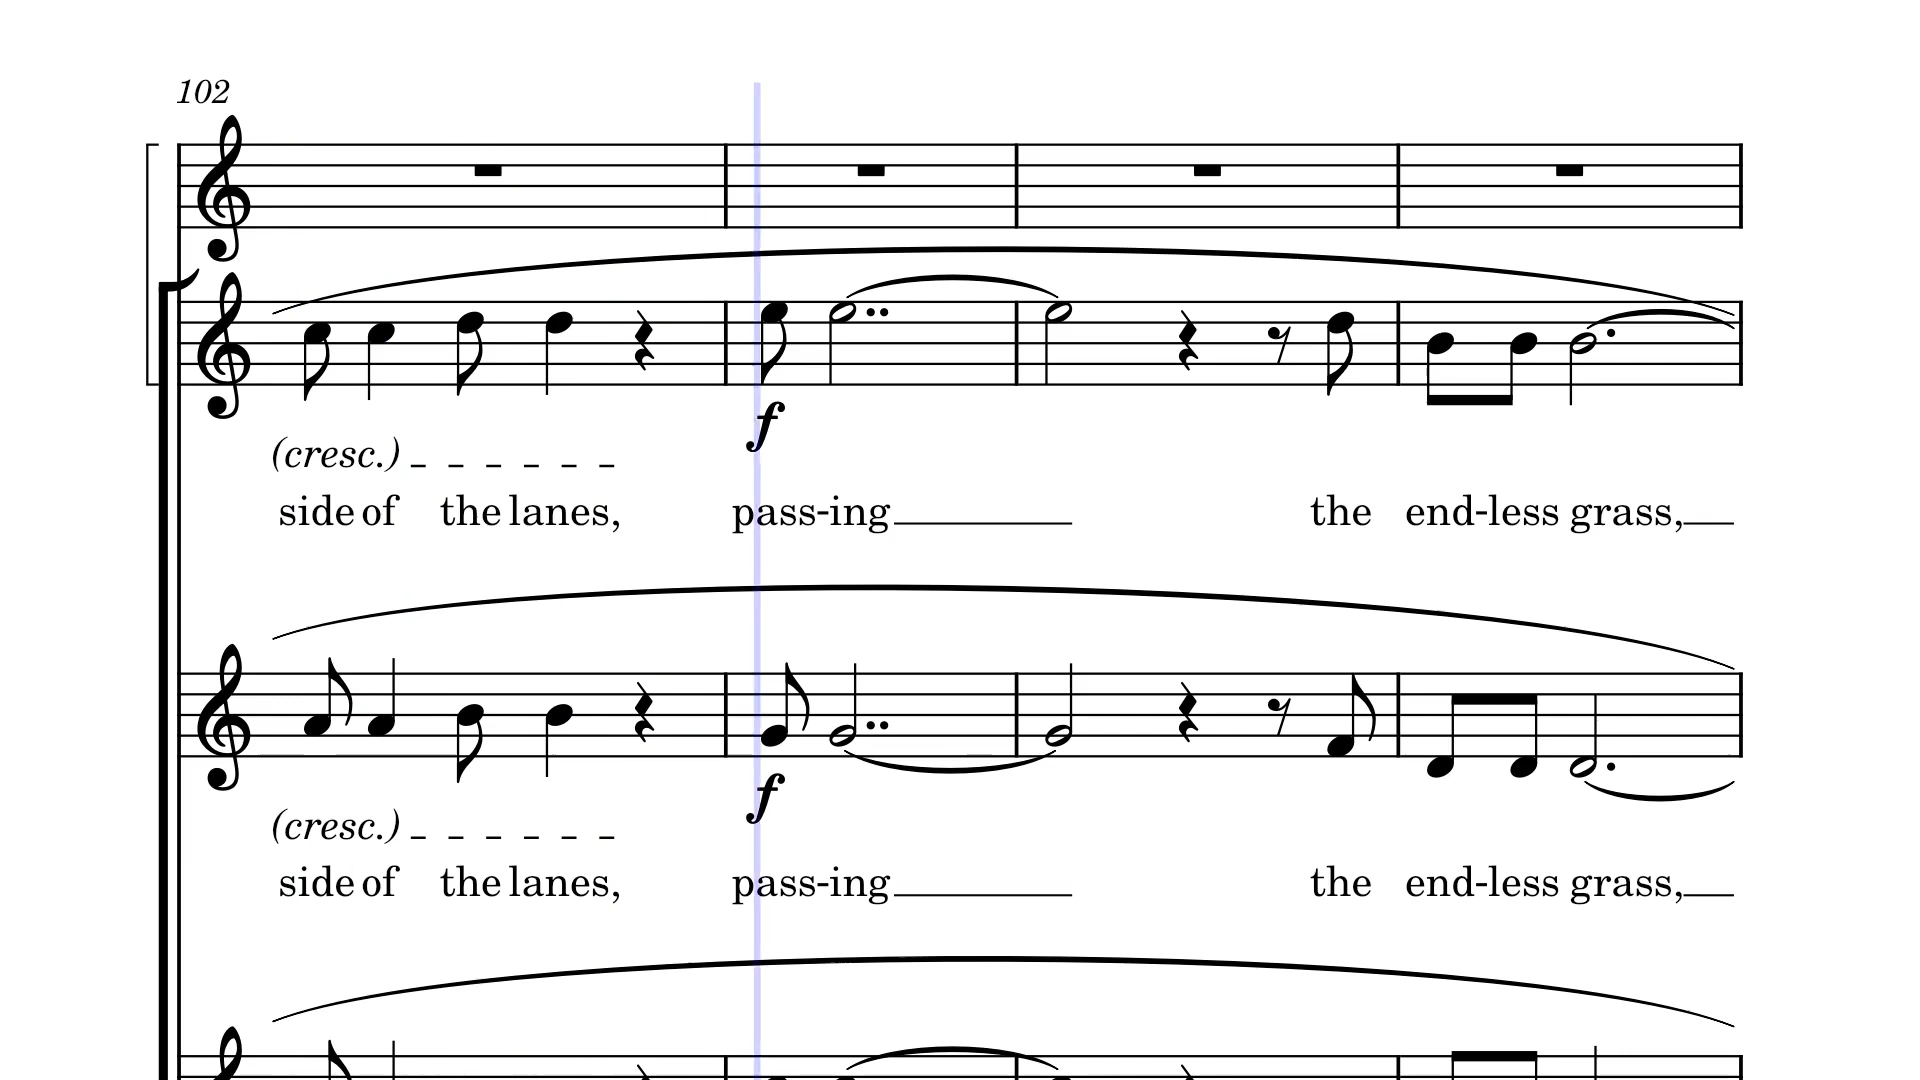 102
f
(cresc.)
side of the lanes, pass-ing the end-less grass,
f
(cresc.)
side of the lanes, pass-ing the end-less grass,